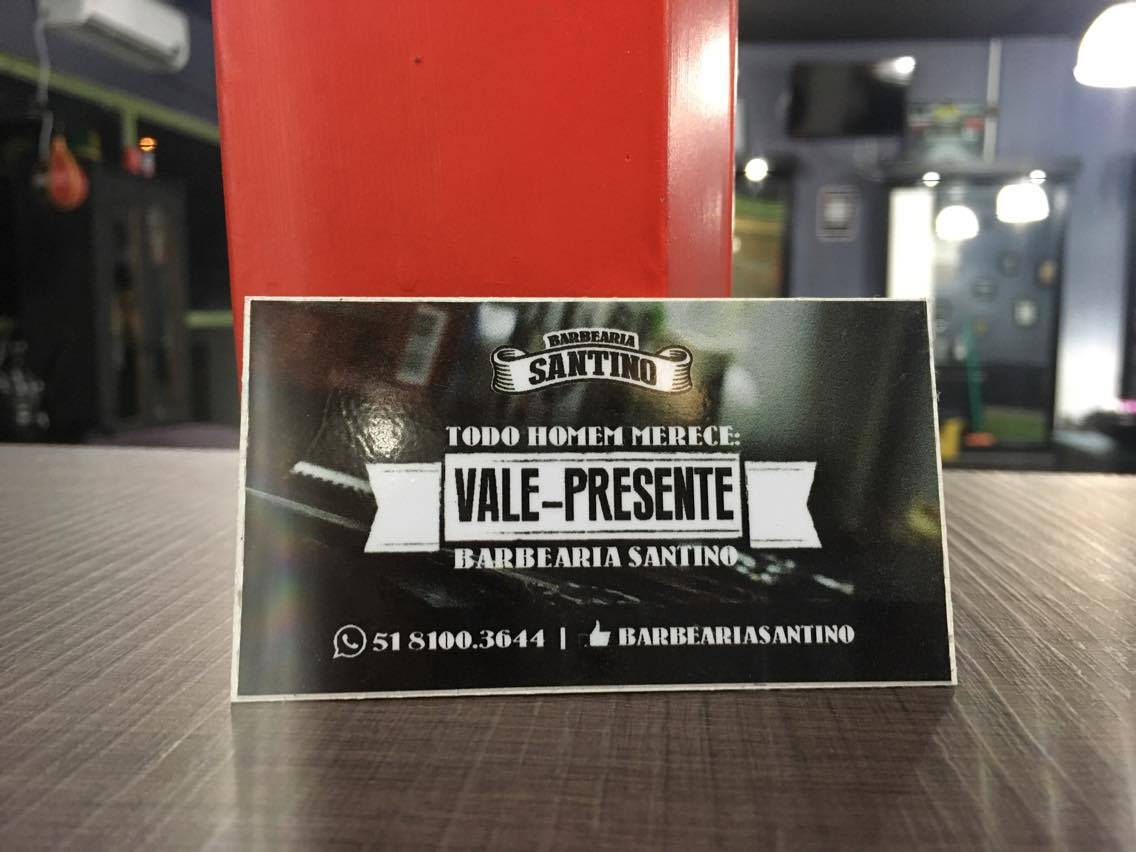 BARBEARIA
SANTINO
TODO HOMEM MERECE:
VALE-PRESENTE
BARBEARIA SANTINO
51 8100.3644 | BARBEARIASANTINO